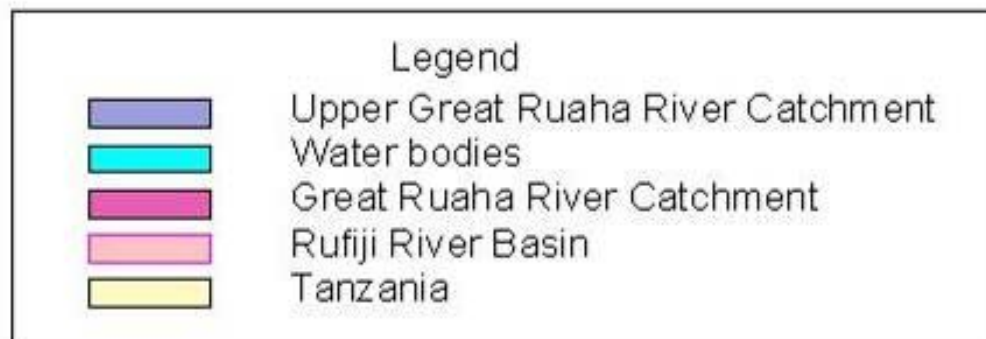 Legend
Upper Great Ruaha River Catchment
Water bodies
Great Ruaha River Catchment
Rufiji River Basin
Tanzania